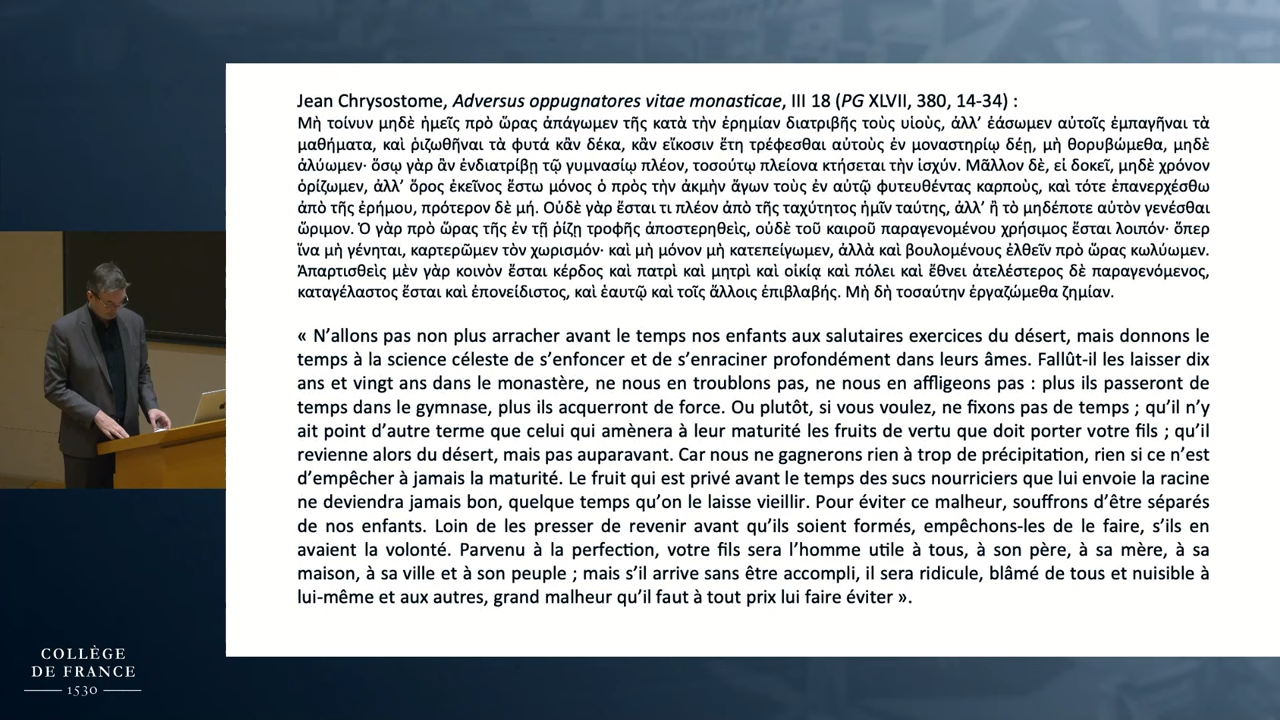 Jean Chrysostome, Adversus oppugnatores vitae monasticae, III 18 (PG XLVII, 380, 14-34) :
Μὴ τοίνυν μηδὲ ἡμεῖς πρὸ ὥρας ἀπάγωμεν τῆς κατὰ τὴν ἐρημίαν διατριβῆς τοὺς υἱοὺς, ἀλλ’ ἐάσωμεν αὐτοῖς ἐμπαγῆναι τὰ
μαθήματα, καὶ ῥιζωθῆναι τὰ φυτά κἂν δέκα, κἂν εἴκοσιν ἔτη τρέφεσθαι αὐτοὺς ἐν μοναστηρίῳ δέῃ, μὴ θορυβώμεθα, μηδὲ
ἀλύωμεν· ὅσῳ γὰρ ἂν ἐνδιατρίβῃ τῷ γυμνασίῳ πλέον, τοσούτῳ πλείονα κτήσεται τὴν ἰσχύν. Μᾶλλον δὲ, εἰ δοκεῖ, μηδὲ χρόνον
ὁρίζωμεν, ἀλλ’ ὅρος ἐκεῖνος ἔστω μόνος ὁ πρὸς τὴν ἀκμὴν ἄγων τοὺς ἐν αὐτῷ φυτευθέντας καρποὺς, καὶ τότε ἐπανερχέσθω
ἀπὸ τῆς ἐρήμου, πρότερον δὲ μή. Οὐδὲ γὰρ ἔσται τι πλέον ἀπὸ τῆς ταχύτητος ἡμῖν ταύτης, ἀλλ’ ἢ τὸ μηδέποτε αὐτὸν γενέσθαι
ὥριμον. Ὁ γὰρ πρὸ ὥρας τῆς ἐν τῇ ῥίζῃ τροφῆς ἀποστερηθεὶς, οὐδὲ τοῦ καιροῦ παραγενομένου χρήσιμος ἔσται λοιπόν· ὅπερ
ἵνα μὴ γένηται, καρτερῶμεν τὸν χωρισμόν· καὶ μὴ μόνον μὴ κατεπείγωμεν, ἀλλὰ καὶ βουλομένους ἐλθεῖν πρὸ ὥρας κωλύωμεν.
Ἀπαρτισθεὶς μὲν γὰρ κοινὸν ἔσται κέρδος καὶ πατρὶ καὶ μητρὶ καὶ οἰκίᾳ καὶ πόλει καὶ ἔθνει ἀτελέστερος δὲ παραγενόμενος,
καταγέλαστος ἔσται καὶ ἐπονείδιστος, καὶ ἑαυτῷ καὶ τοῖς ἄλλοις ἐπιβλαβής. Μὴ δὴ τοσαύτην ἐργαζώμεθα ζημίαν.
« N’allons pas non plus arracher avant le temps nos enfants aux salutaires exercices du désert, mais donnons le
temps à la science céleste de s’enfoncer et de s’enraciner profondément dans leurs âmes. Fallût-il les laisser dix
ans et vingt ans dans le monastère, ne nous en troublons pas, ne nous en affligeons pas : plus ils passeront de
temps dans le gymnase, plus ils acquerront de force. Ou plutôt, si vous voulez, ne fixons pas de temps ; qu’il n’y
ait point d’autre terme que celui qui amènera à leur maturité les fruits de vertu que doit porter votre fils ; qu’il
revienne alors du désert, mais pas auparavant. Car nous ne gagnerons rien à trop de précipitation, rien si ce n’est
d’empêcher à jamais la maturité. Le fruit qui est privé avant le temps des sucs nourriciers que lui envoie la racine
ne deviendra jamais bon, quelque temps qu’on le laisse vieillir. Pour éviter ce malheur, souffrons d’être séparés
de nos enfants. Loin de les presser de revenir avant qu’ils soient formés, empêchons-les de le faire, s’ils en
avaient la volonté. Parvenu à la perfection, votre fils sera l’homme utile à tous, à son père, à sa mère, à sa
maison, à sa ville et à son peuple ; mais s’il arrive sans être accompli, il sera ridicule, blâmé de tous et nuisible à
lui-même et aux autres, grand malheur qu’il faut à tout prix lui faire éviter ».
COLLÈGE
DE FRANCE
1530